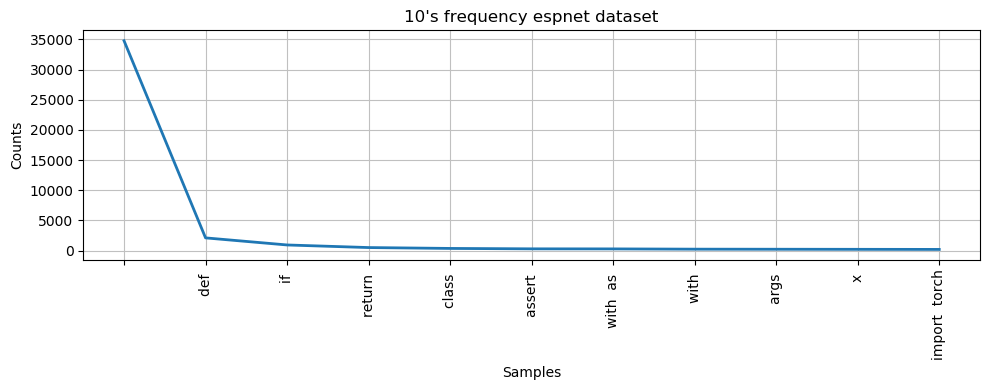 10's frequency espnet dataset
Counts
35000
30000
25000
20000
15000
10000
5000
0
def
if
return
class
assert
with as
with
args
x
import torch
Samples